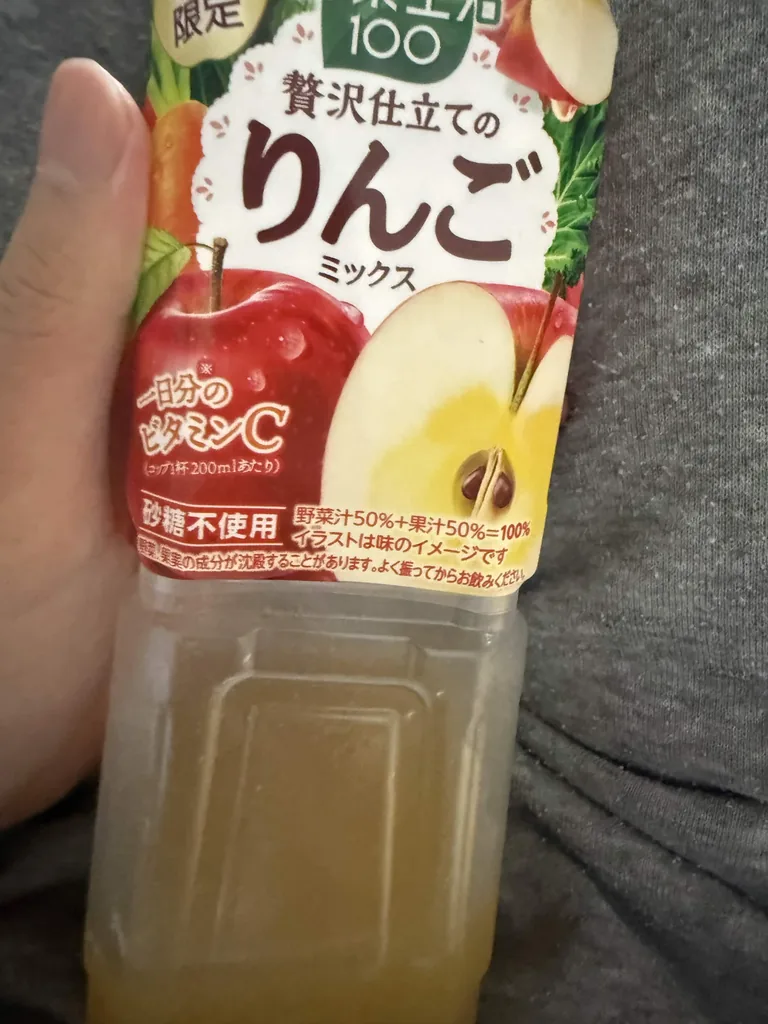 限定
100
贅沢仕立ての
りんご
ミックス
※
一日分の
ビタミンC
(コップ1杯200mlあたり)
砂糖不使用
野菜汁50%+果汁50%=100%
イラストは味のイメージです
果実の成分が沈殿することがあります。よく振ってからお飲みください。